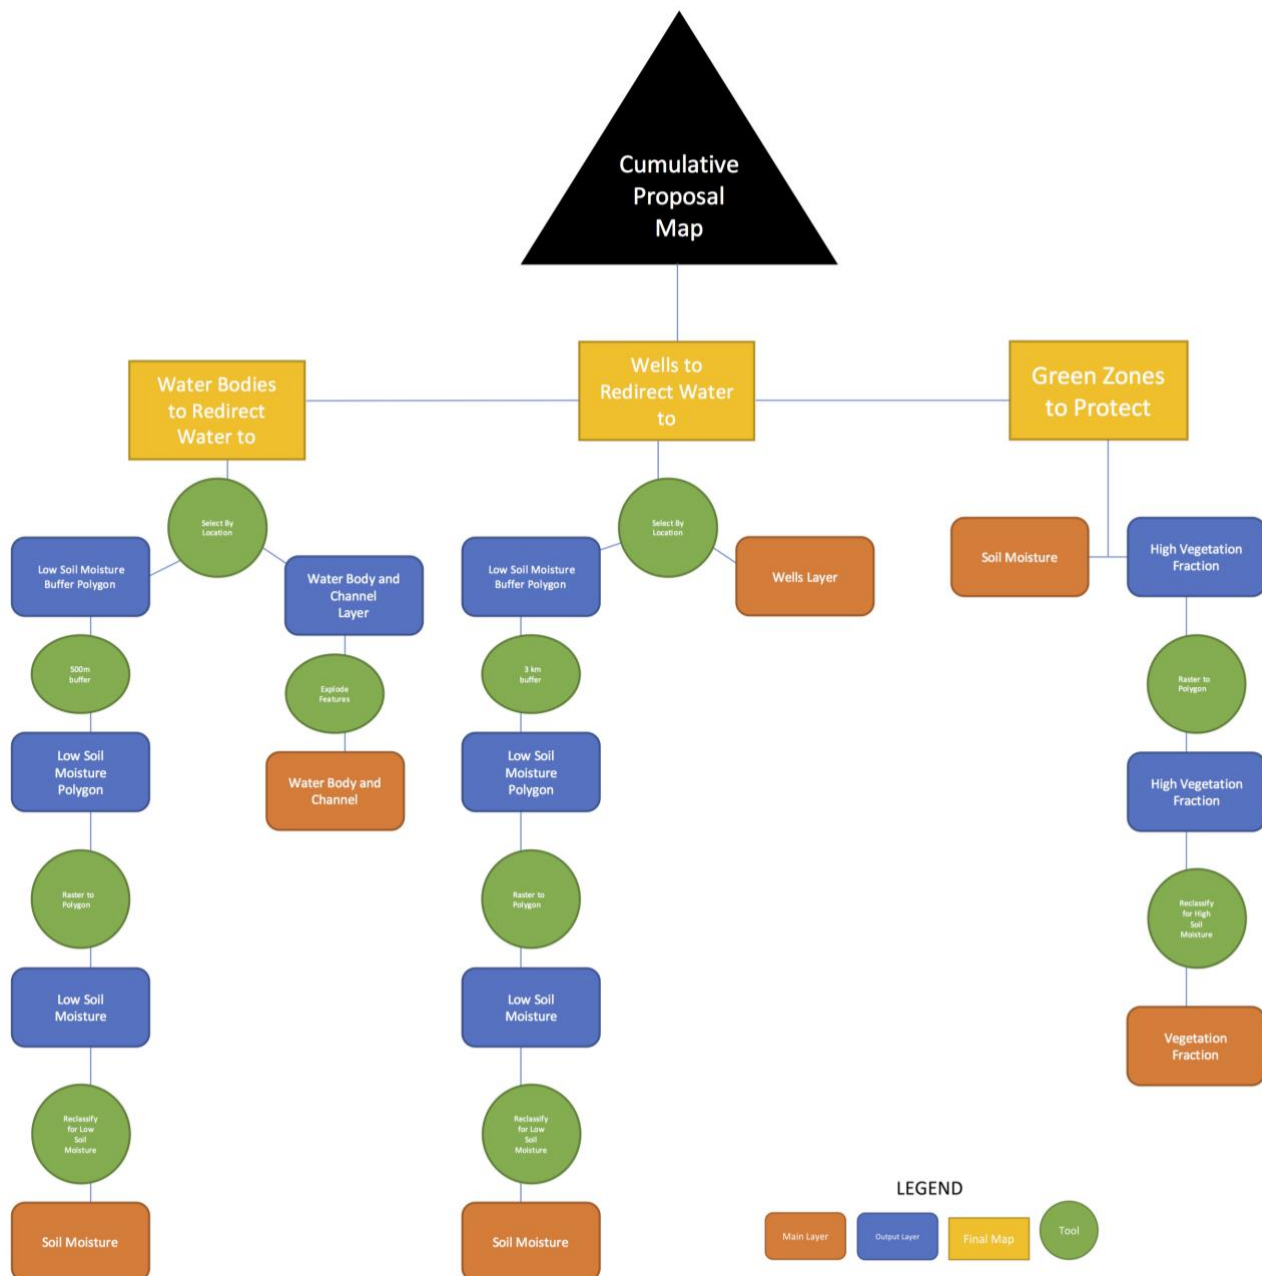 Cumulative
Proposal
Map
Water Bodies
to Redirect
Water to
Wells to
Redirect Water
to
Green Zones
to Protect
Select By
Location
Select By
Location
Low Soil Moisture
Buffer Polygon
Water Body and
Channel
Layer
Low Soil Moisture
Buffer Polygon
Wells Layer
Soil Moisture
High Vegetation
Fraction
500m
buffer
Explode
Features
3 km
buffer
Raster to
Polygon
Low Soil
Moisture
Polygon
Water Body and
Channel
Low Soil
Moisture
Polygon
High Vegetation
Fraction
Raster to
Polygon
Raster to
Polygon
Reclassify
for High
Soil
Moisture
Low Soil
Moisture
Low Soil
Moisture
Vegetation
Fraction
Reclassify
for Low
Soil
Moisture
Reclassify
for Low
Soil
Moisture
Soil Moisture
Soil Moisture
LEGEND
Main Layer
Output Layer
Final Map
Tool